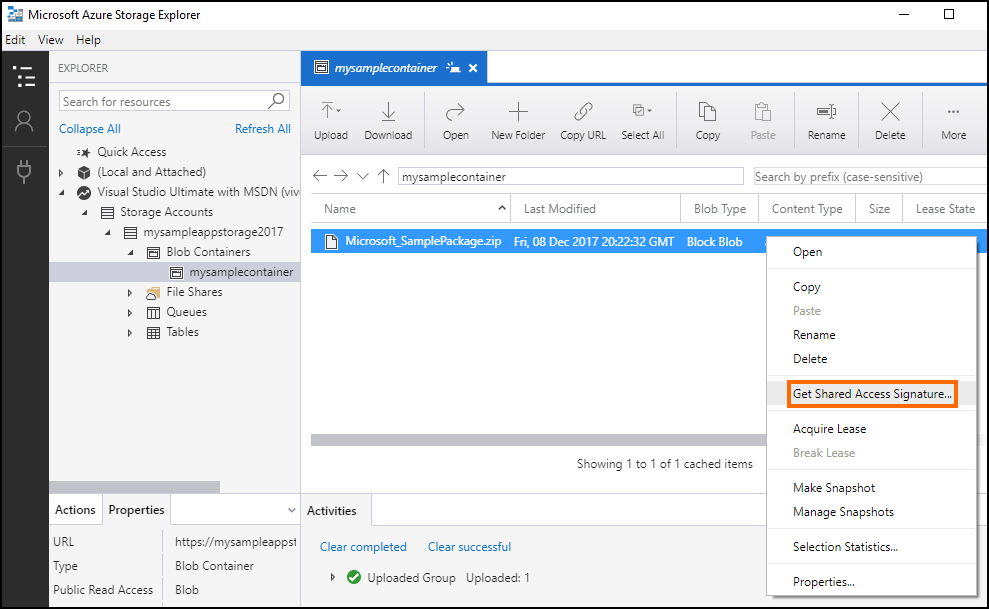 Microsoft Azure Storage Explorer
Edit View Help
EXPLORER
Search for resources
Collapse All Refresh All
Quick Access
(Local and Attached)
Visual Studio Ultimate with MSDN (viv
Storage Accounts
mysampleappstorage2017
Blob Containers
mysamplecontainer
File Shares
Queues
Tables
Actions Properties
URL https://mysampleappst
Type Blob Container
Public Read Access Blob
mysamplecontainer
Upload Download Open New Folder Copy URL Select All Copy Paste Rename Delete More
mysamplecontainer Search by prefix (case-sensitive)
Name Last Modified Blob Type Content Type Size Lease State
Microsoft_SamplePackage.zip Fri, 08 Dec 2017 20:22:32 GMT Block Blob
Showing 1 to 1 of 1 cached items
Open
Copy
Paste
Rename
Delete
Get Shared Access Signature...
Acquire Lease
Break Lease
Make Snapshot
Manage Snapshots
Selection Statistics...
Properties...
Activities
Clear completed Clear successful
Uploaded Group Uploaded: 1